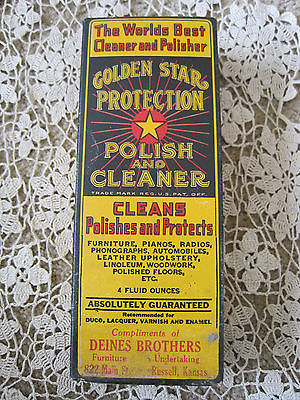 The Worlds Best
Cleaner and Polisher
GOLDEN STAR
PROTECTION
POLISH
AND
CLEANER
TRADE MARK REG. U.S. PAT. OFF.
CLEANS
Polishes and Protects
FURNITURE, PIANOS, RADIOS,
PHONOGRAPHS, AUTOMOBILES,
LEATHER UPHOLSTERY,
LINOLEUM, WOODWORK,
POLISHED FLOORS,
ETC.
4 FLUID OUNCES
ABSOLUTELY GUARANTEED
Recommended for
DUCO, LACQUER, VARNISH AND ENAMEL
Compliments of
DEINES BROTHERS
Furniture Undertaking
822 Main Russell, Kansas